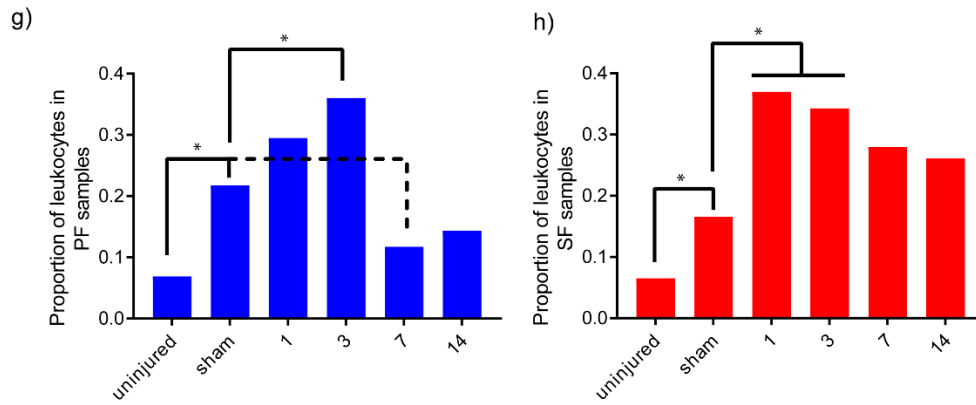 g)
Proportion of leukocytes in
PF samples
0.4
0.3
0.2
0.1
0.0
*
*
uninjured
sham
1
3
7
14
h)
Proportion of leukocytes in
SF samples
0.4
0.3
0.2
0.1
0.0
*
*
uninjured
sham
1
3
7
14